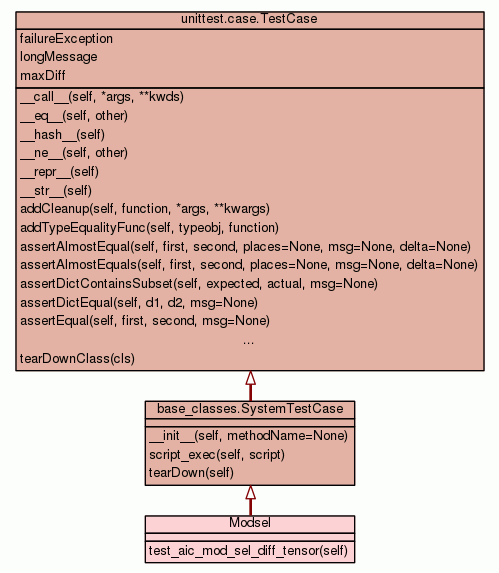 unittest.case.TestCase
failureException
longMessage
maxDiff
__call__(self, *args, **kwds)
__eq__(self, other)
__hash__(self)
__ne__(self, other)
__repr__(self)
__str__(self)
addCleanup(self, function, *args, **kwargs)
addTypeEqualityFunc(self, typeobj, function)
assertAlmostEqual(self, first, second, places=None, msg=None, delta=None)
assertAlmostEquals(self, first, second, places=None, msg=None, delta=None)
assertDictContainsSubset(self, expected, actual, msg=None)
assertDictEqual(self, d1, d2, msg=None)
assertEqual(self, first, second, msg=None)
...
tearDownClass(cls)
base_classes.SystemTestCase
__init__(self, methodName=None)
script_exec(self, script)
tearDown(self)
Modsel
test_aic_mod_sel_diff_tensor(self)